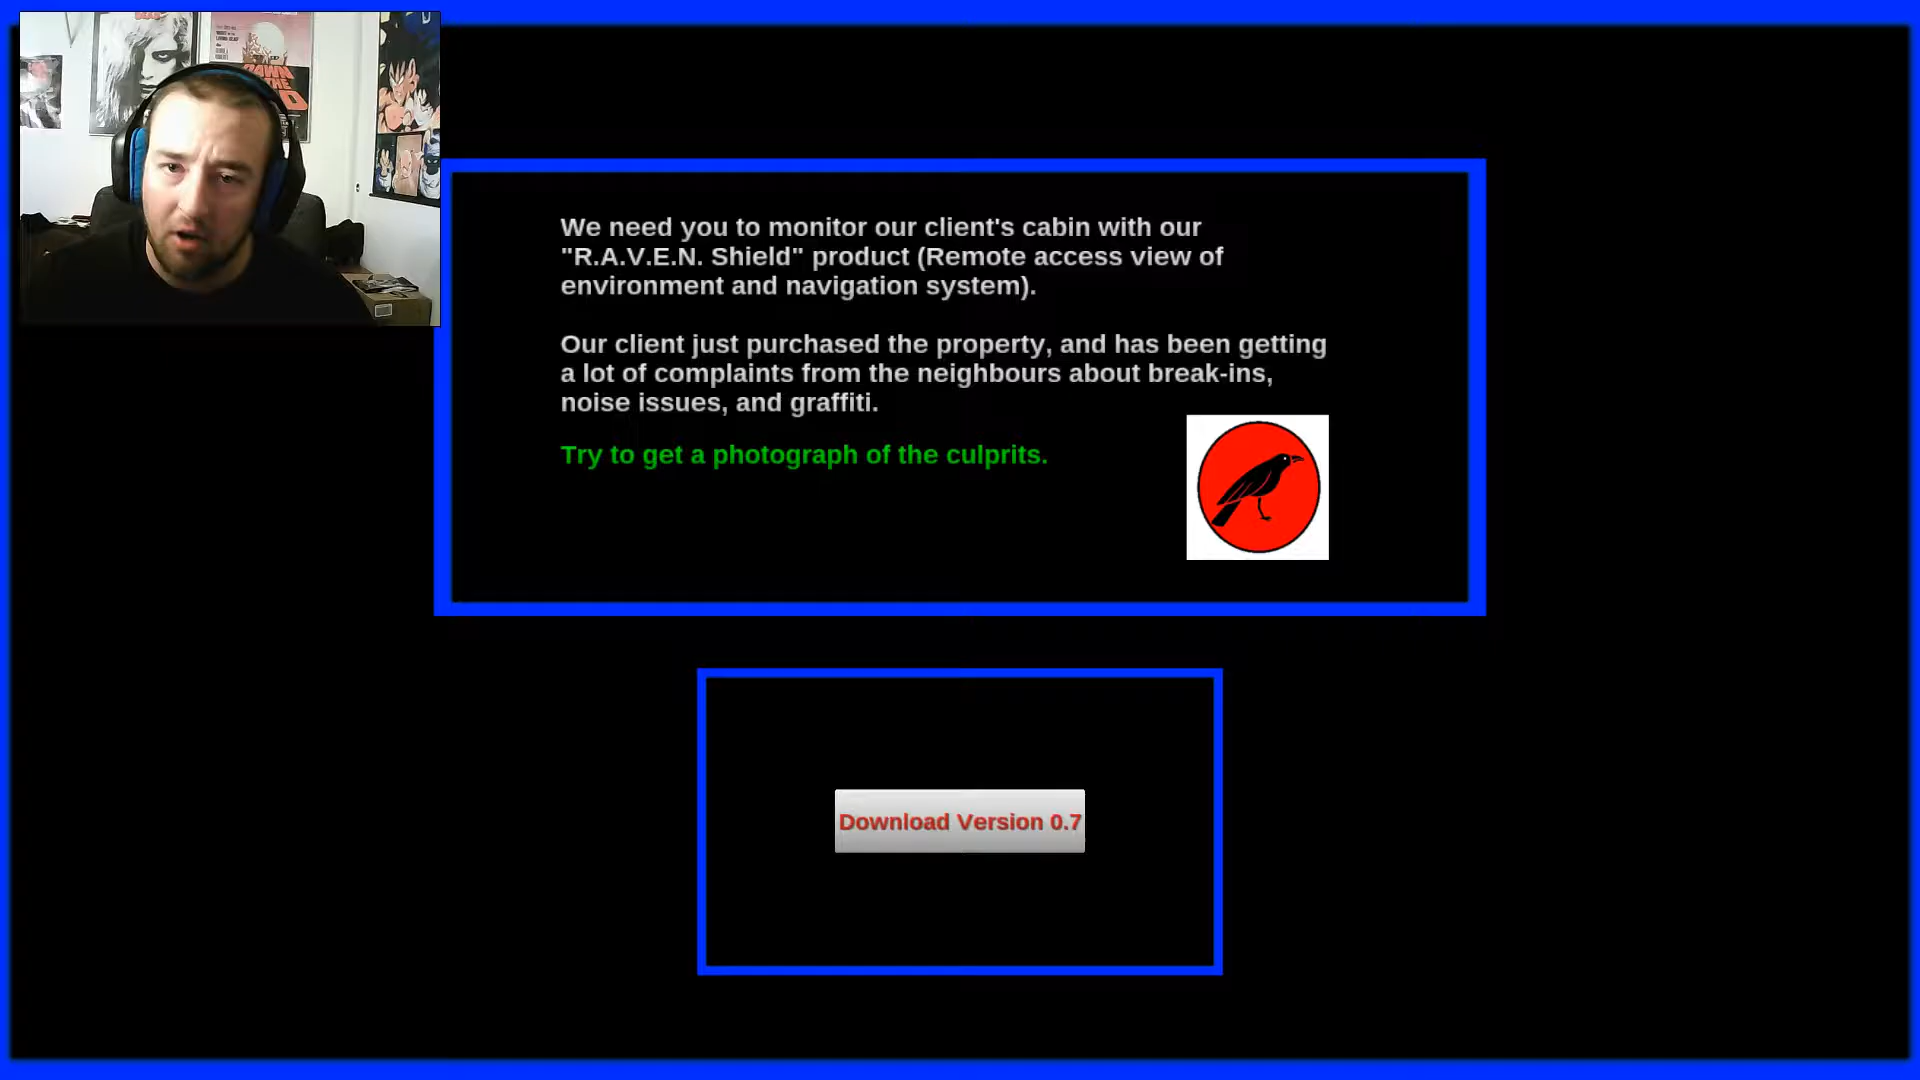 DAWN
THE
We need you to monitor our client's cabin with our
"R.A.V.E.N. Shield" product (Remote access view of
environment and navigation system).
Our client just purchased the property, and has been getting
a lot of complaints from the neighbours about break-ins,
noise issues, and graffiti.
Try to get a photograph of the culprits.
Download Version 0.7